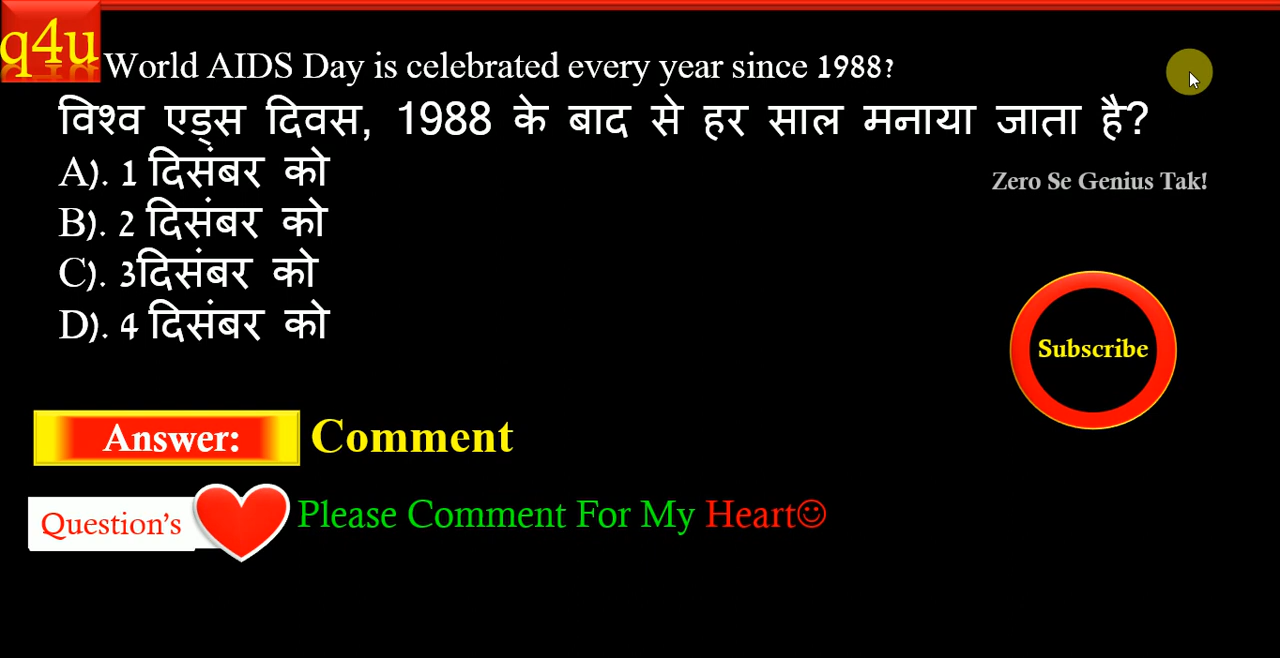 q4u
World AIDS Day is celebrated every year since 1988?
विश्व एड्स दिवस, 1988 के बाद से हर साल मनाया जाता है?
A). 1 दिसंबर को
Zero Se Genius Tak!
B). 2 दिसंबर को
C). 3दिसंबर को
D). 4 दिसंबर को
Subscribe
Answer: Comment
Question’s Please Comment For My Heart☺